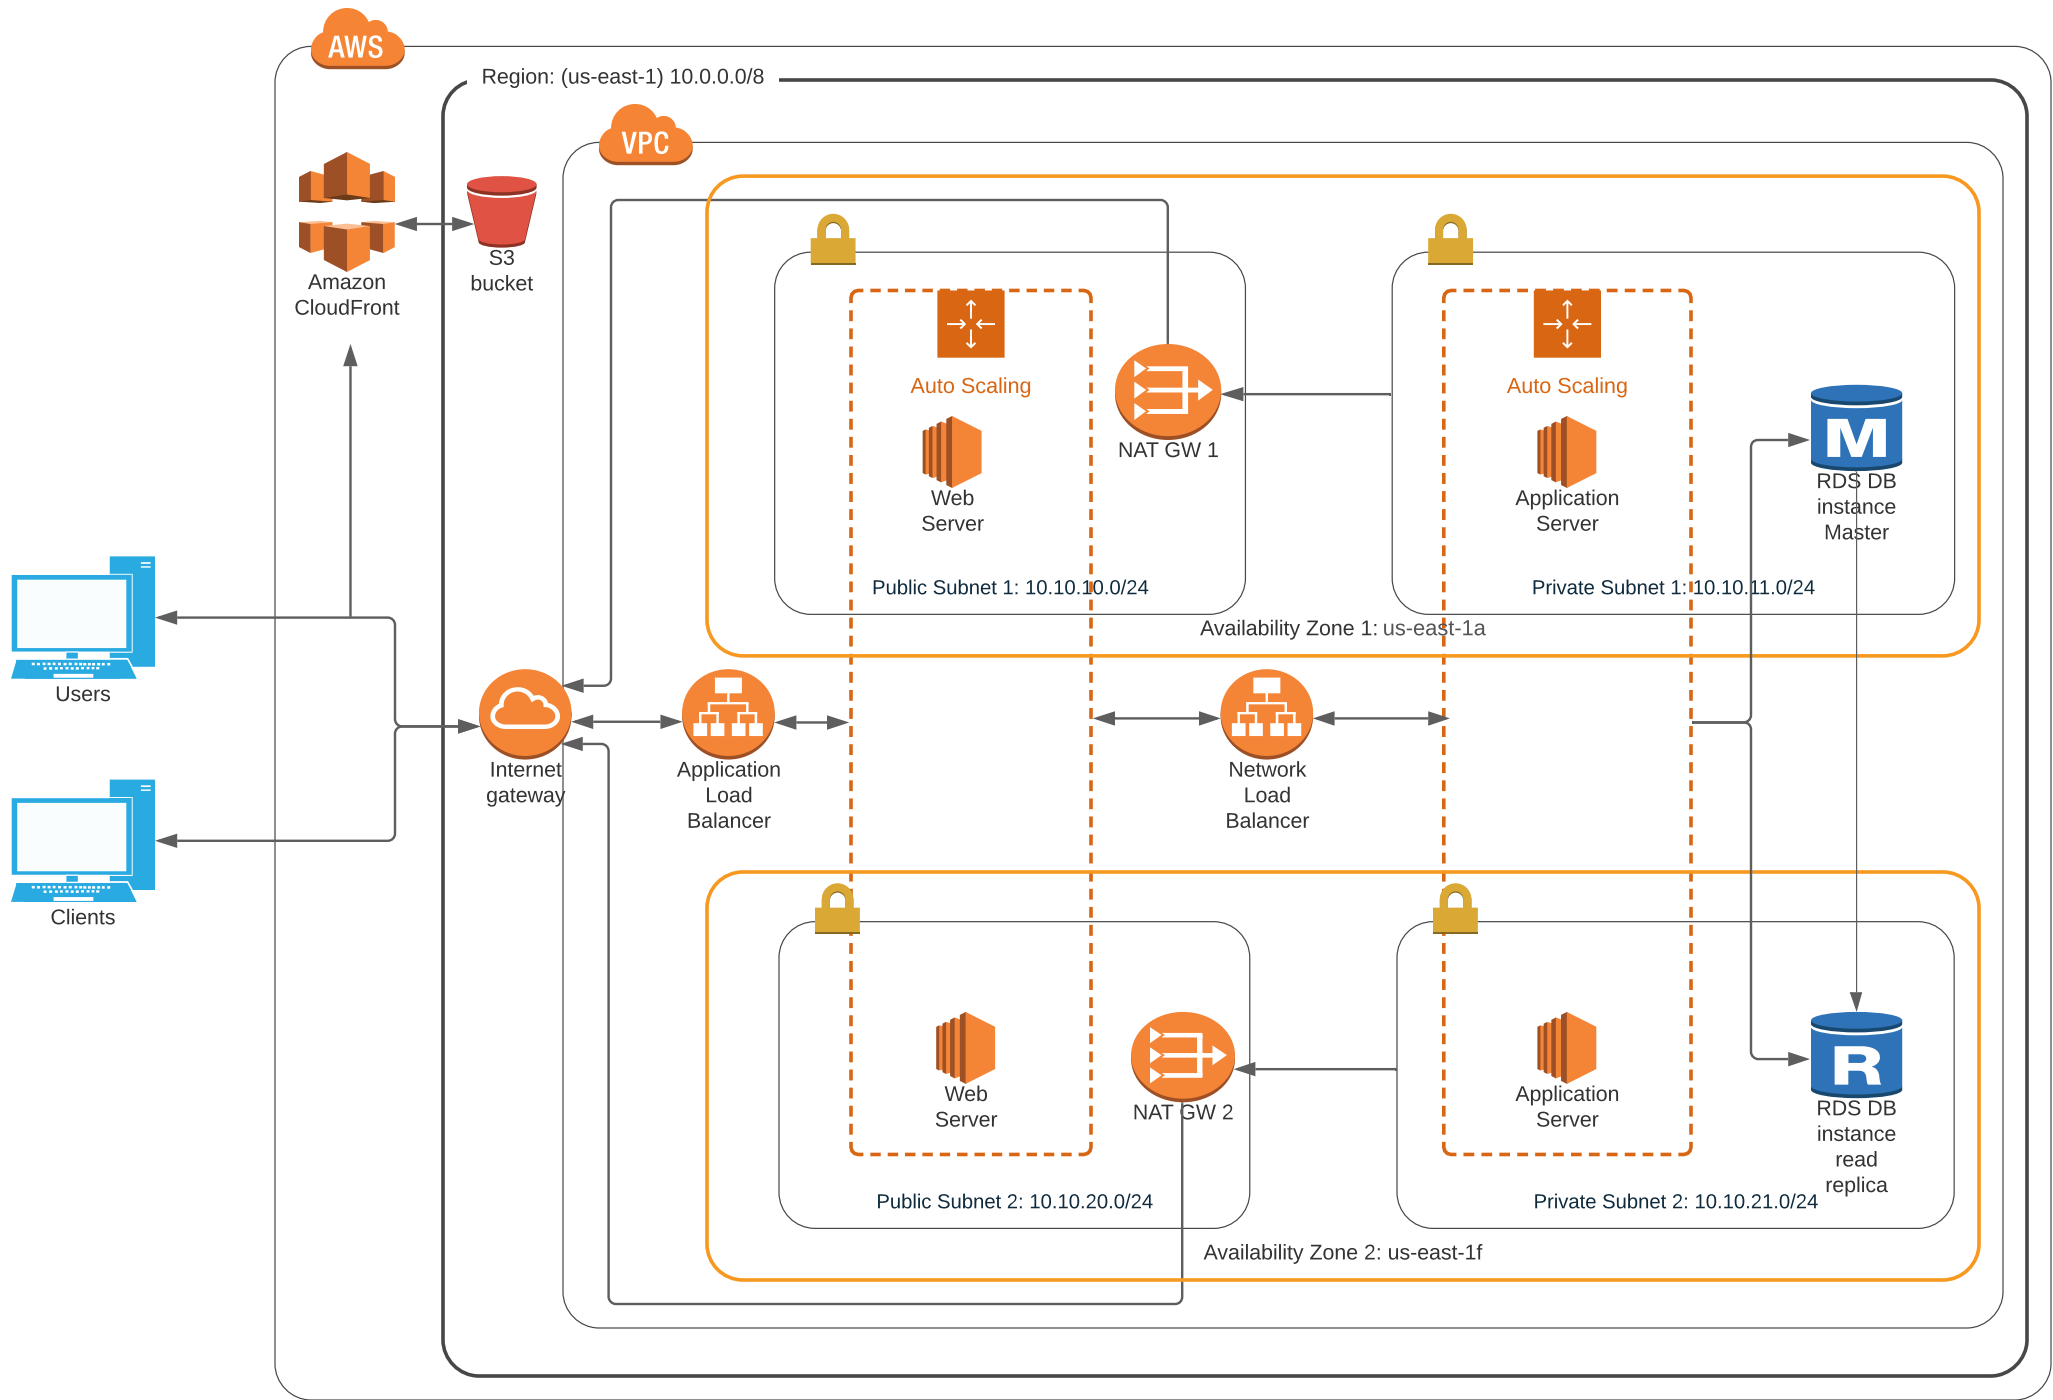 AWS
Region: (us-east-1) 10.0.0.0/8
VPC
Amazon
CloudFront
S3
bucket
Auto Scaling
Web
Server
NAT GW 1
Public Subnet 1: 10.10.10.0/24
Auto Scaling
Application
Server
M
RDS DB
instance
Master
Private Subnet 1: 10.10.11.0/24
Availability Zone 1: us-east-1a
Users
Clients
Internet
gateway
Application
Load
Balancer
Network
Load
Balancer
Web
Server
NAT GW 2
Public Subnet 2: 10.10.20.0/24
Application
Server
R
RDS DB
instance
read
replica
Private Subnet 2: 10.10.21.0/24
Availability Zone 2: us-east-1f